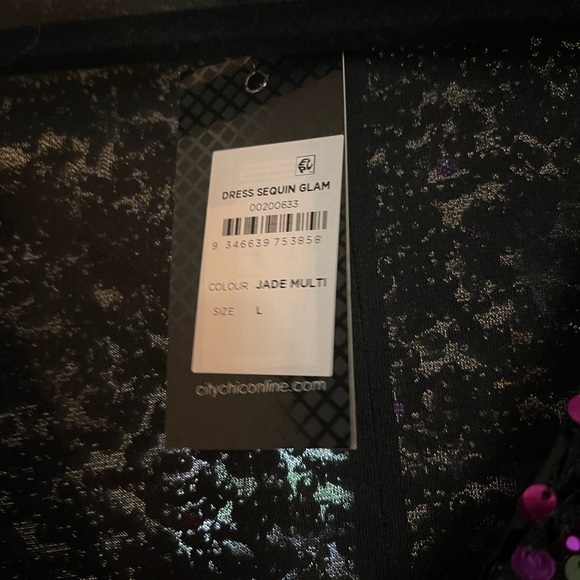 DRESS SEQUIN GLAM
00200633
9 346639 753858
COLOUR JADE MULTI
SIZE L
citychiconline.com